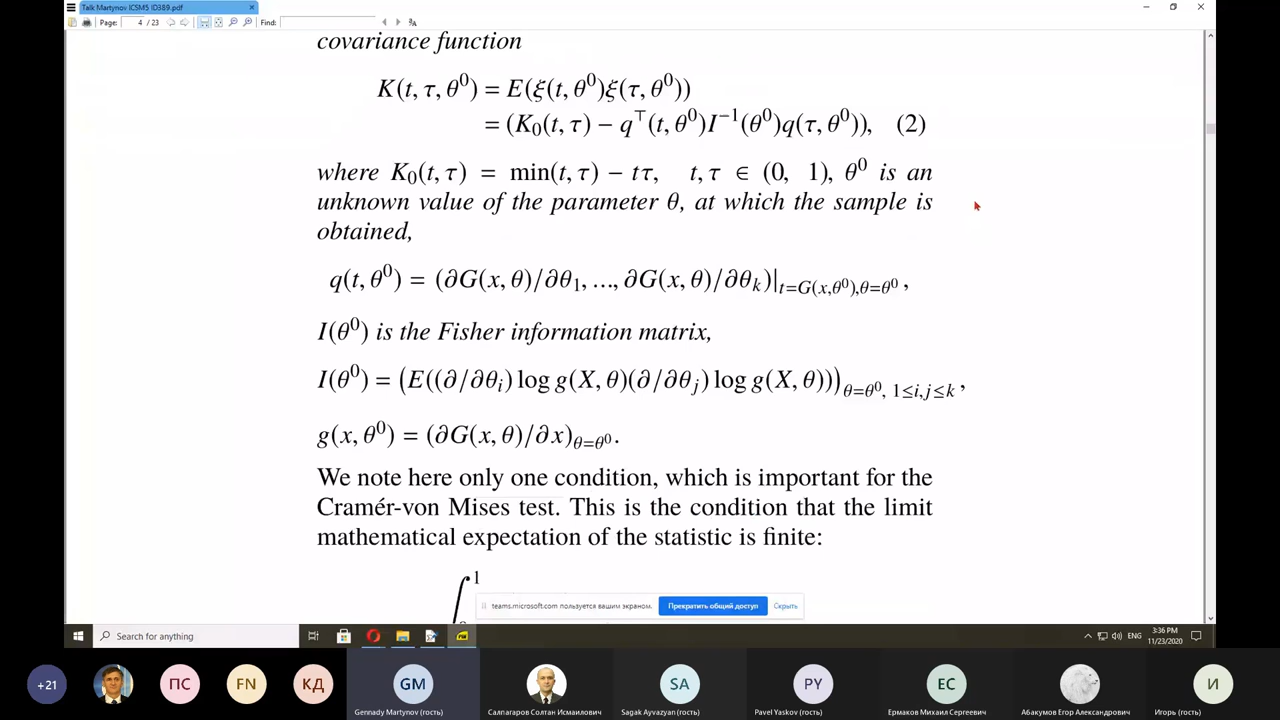 Talk Martynov ICSM5 ID389.pdf
Page: 4 / 23 Find:
covariance function
K(t, τ, θ⁰) = E(ξ(t, θ⁰)ξ(τ, θ⁰))
= (K₀(t, τ) − q⊤(t, θ⁰)I⁻¹(θ⁰)q(τ, θ⁰)), (2)
where K₀(t, τ) = min(t, τ) − tτ, t, τ ∈ (0, 1), θ⁰ is an
unknown value of the parameter θ, at which the sample is
obtained,
q(t, θ⁰) = (∂G(x, θ)/∂θ₁, ..., ∂G(x, θ)/∂θₖ)|t=G(x,θ⁰),θ=θ⁰ ,
I(θ⁰) is the Fisher information matrix,
I(θ⁰) = (E((∂/∂θᵢ) log g(X, θ)(∂/∂θⱼ) log g(X, θ)))θ=θ⁰, 1≤i,j≤k ,
g(x, θ⁰) = (∂G(x, θ)/∂x)θ=θ⁰.
We note here only one condition, which is important for the
Cramér-von Mises test. This is the condition that the limit
mathematical expectation of the statistic is finite:
∫ 1
teams.microsoft.com пользуется вашим экраном. Прекратить общий доступ Скрыть
Search for anything ENG 3:36 PM
11/23/2020
+21 ПС FN КД GM SA PY EC И
Gennady Martynov (гость) Салпагаров Солтан Исмаилович Sagak Ayvazyan (гость) Pavel Yaskov (гость) Ермаков Михаил Сергеевич Абакумов Егор Александрович Игорь (гость)